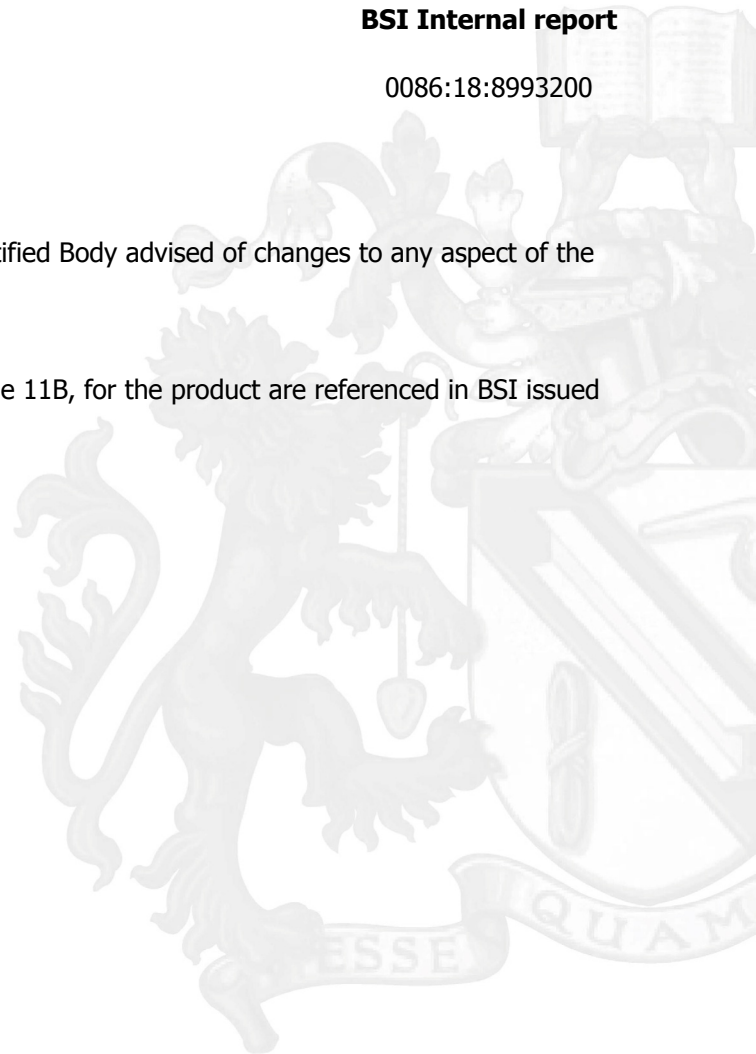 BSI Internal report
0086:18:8993200
tified Body advised of changes to any aspect of the
e 11B, for the product are referenced in BSI issued
ESSE QUAM